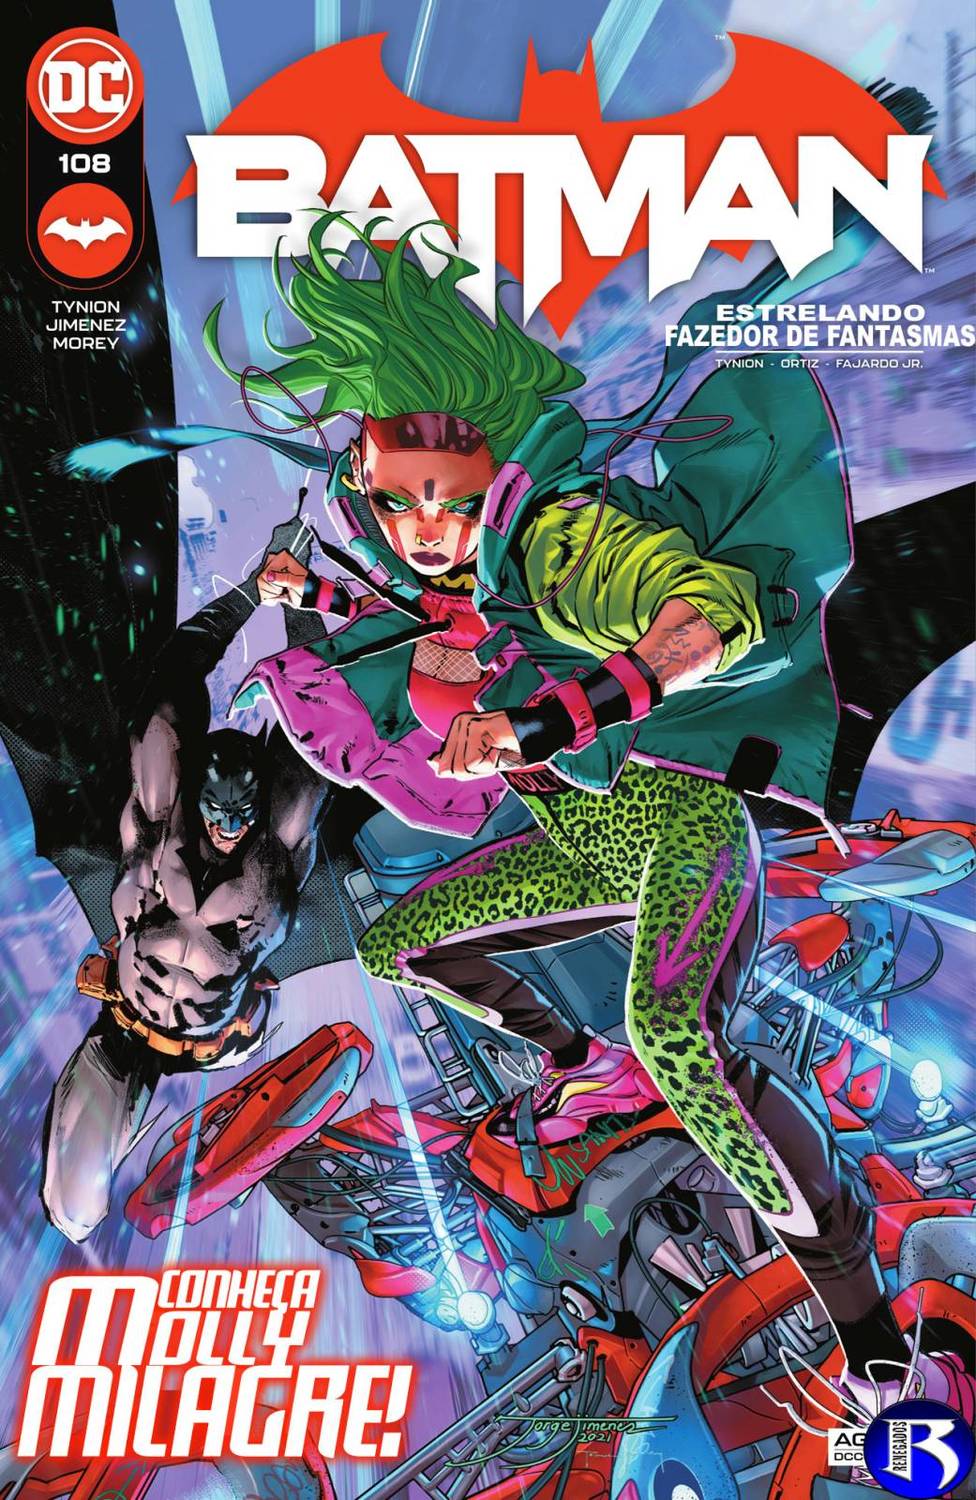 DC
108
BATMAN
TYNION
JIMENEZ
MOREY
ESTRELANDO
FAZEDOR DE FANTASMAS
TYNION - ORTIZ - FAJARDO JR.
CONHEÇA
MOLLY
MILAGRE!
Jorge Jimenez
2021
AG
DCC
RENEGADOS
R